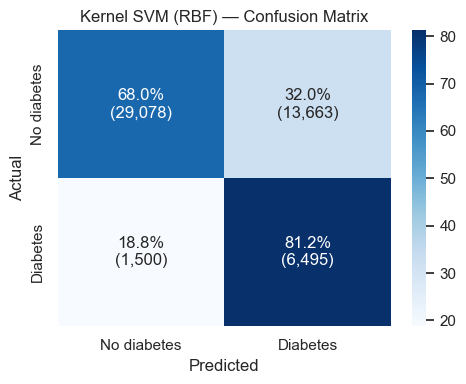 Kernel SVM (RBF) — Confusion Matrix
Actual
No diabetes
68.0%
(29,078)
32.0%
(13,663)
Diabetes
18.8%
(1,500)
81.2%
(6,495)
No diabetes
Diabetes
Predicted
80
70
60
50
40
30
20